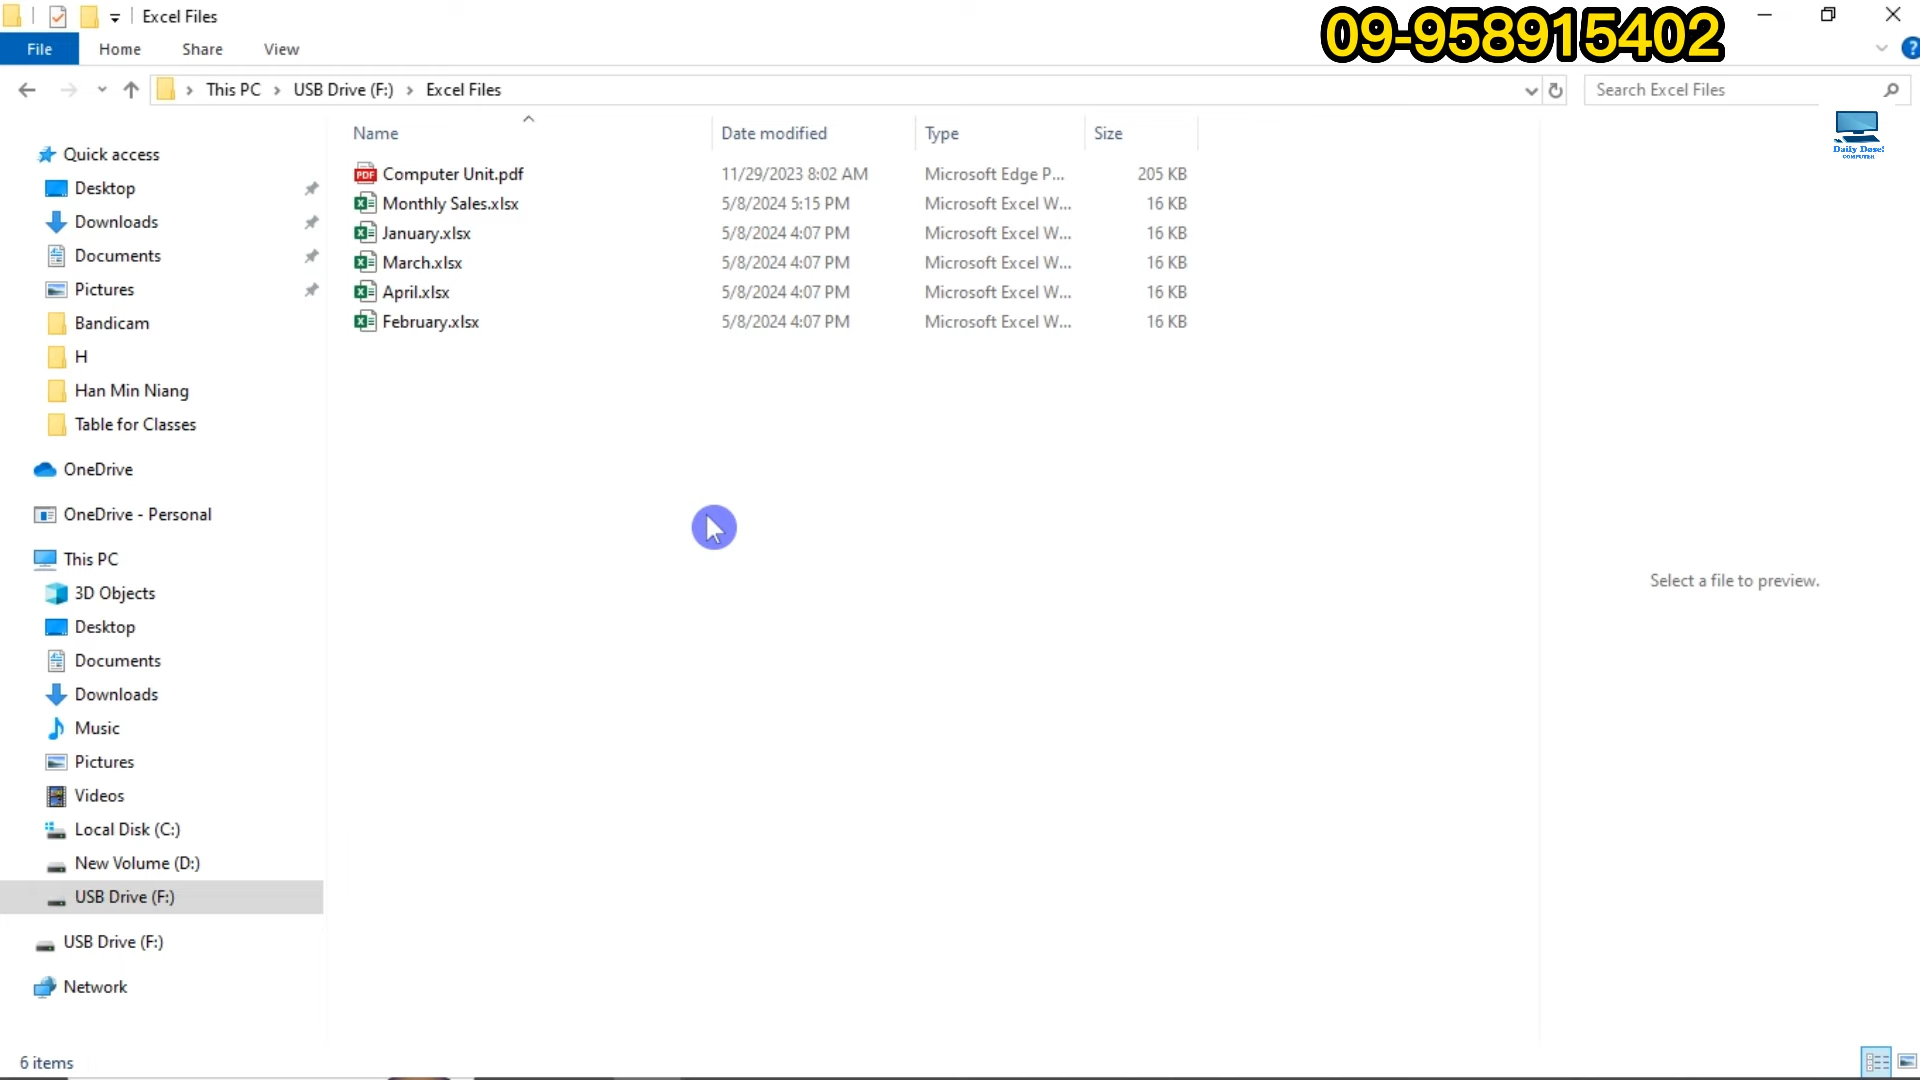 Excel Files
09-958915402
File Home Share View
This PC USB Drive (F:) Excel Files
Search Excel Files
Daily Dose!
COMPUTER
Name Date modified Type Size
Computer Unit.pdf 11/29/2023 8:02 AM Microsoft Edge P... 205 KB
Monthly Sales.xlsx 5/8/2024 5:15 PM Microsoft Excel W... 16 KB
January.xlsx 5/8/2024 4:07 PM Microsoft Excel W... 16 KB
March.xlsx 5/8/2024 4:07 PM Microsoft Excel W... 16 KB
April.xlsx 5/8/2024 4:07 PM Microsoft Excel W... 16 KB
February.xlsx 5/8/2024 4:07 PM Microsoft Excel W... 16 KB
Quick access
Desktop
Downloads
Documents
Pictures
Bandicam
H
Han Min Niang
Table for Classes
OneDrive
OneDrive - Personal
This PC
3D Objects
Desktop
Documents
Downloads
Music
Pictures
Videos
Local Disk (C:)
New Volume (D:)
USB Drive (F:)
USB Drive (F:)
Network
Select a file to preview.
6 items